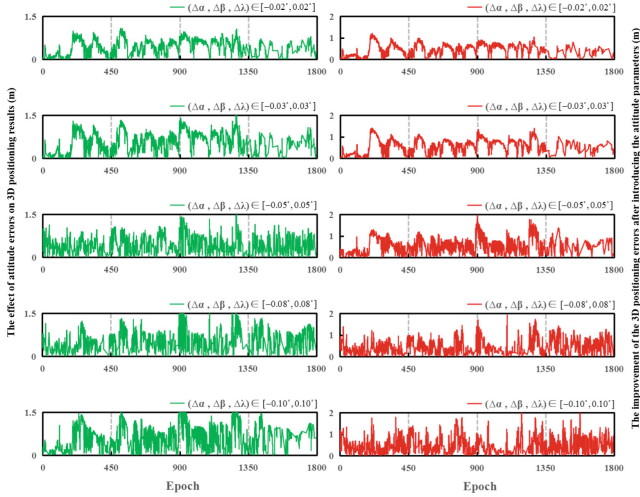 The effect of attitude errors on 3D positioning results (m)
(Δα , Δβ , Δλ) ∈ [−0.02˚,0.02˚]
1.5
0
0 450 900 1350 1800
(Δα , Δβ , Δλ) ∈ [−0.03˚,0.03˚]
1.5
0
0 450 900 1350 1800
(Δα , Δβ , Δλ) ∈ [−0.05˚,0.05˚]
1.5
0
0 450 900 1350 1800
(Δα , Δβ , Δλ) ∈ [−0.08˚,0.08˚]
1.5
0
0 450 900 1350 1800
(Δα , Δβ , Δλ) ∈ [−0.10˚,0.10˚]
1.5
0
0 450 900 1350 1800
Epoch
(Δα , Δβ , Δλ) ∈ [−0.02˚,0.02˚]
2
1
0
0 450 900 1350 1800
(Δα , Δβ , Δλ) ∈ [−0.03˚,0.03˚]
2
1
0
0 450 900 1350 1800
(Δα , Δβ , Δλ) ∈ [−0.05˚,0.05˚]
2
1
0
0 450 900 1350 1800
(Δα , Δβ , Δλ) ∈ [−0.08˚,0.08˚]
2
1
0
0 450 900 1350 1800
(Δα , Δβ , Δλ) ∈ [−0.10˚,0.10˚]
2
1
0
0 450 900 1350 1800
Epoch
The improvement of the 3D positioning errors after introducing the attitude parameters (m)